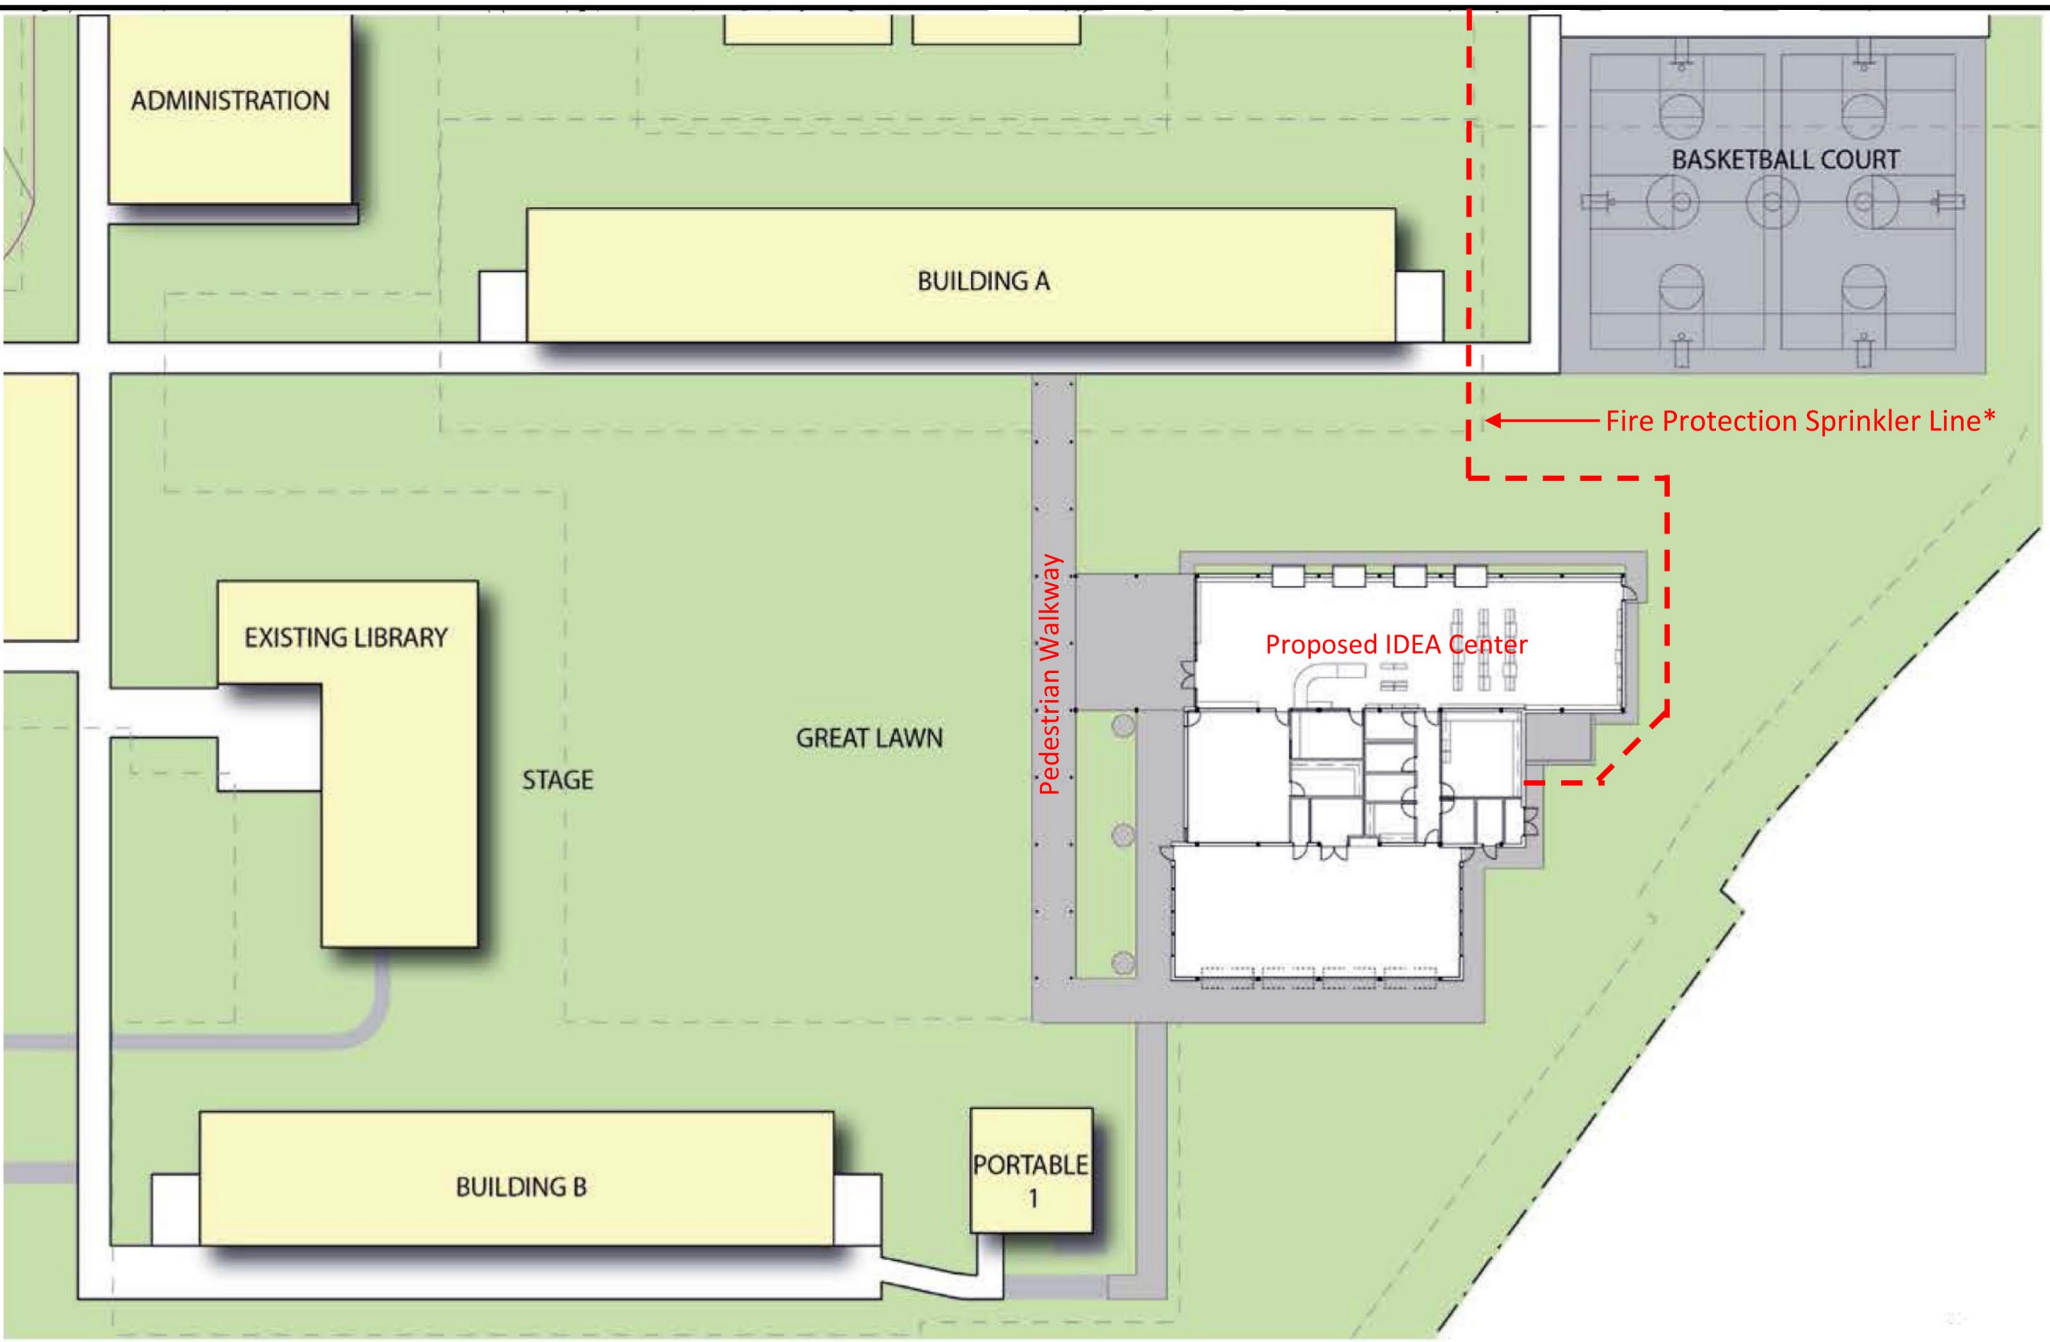 ADMINISTRATION
BASKETBALL COURT
BUILDING A
Fire Protection Sprinkler Line*
EXISTING LIBRARY
Pedestrian Walkway
Proposed IDEA Center
GREAT LAWN
STAGE
PORTABLE
1
BUILDING B